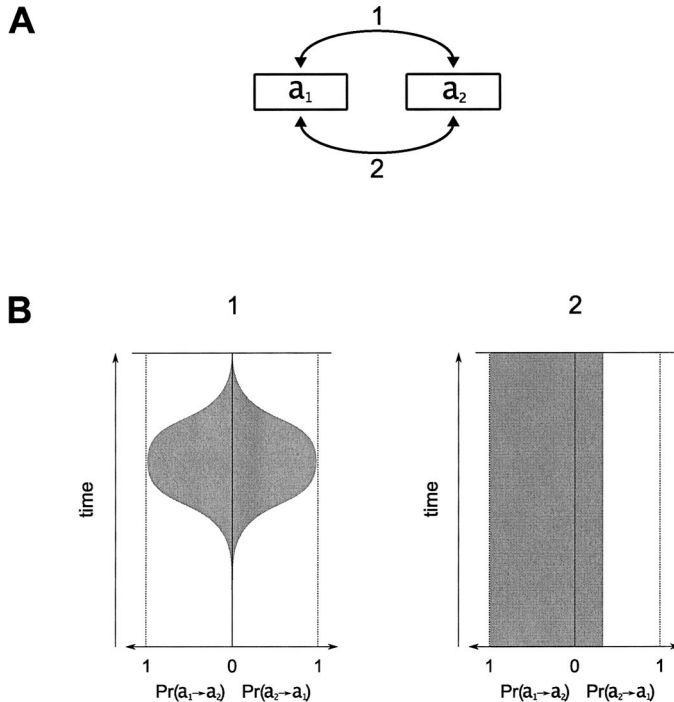 A
1
a₁ a₂
2
B
1 2
time time
1 0 1 1 0 1
Pr(a₁→a₂) Pr(a₂→a₁) Pr(a₁→a₂) Pr(a₂→a₁)